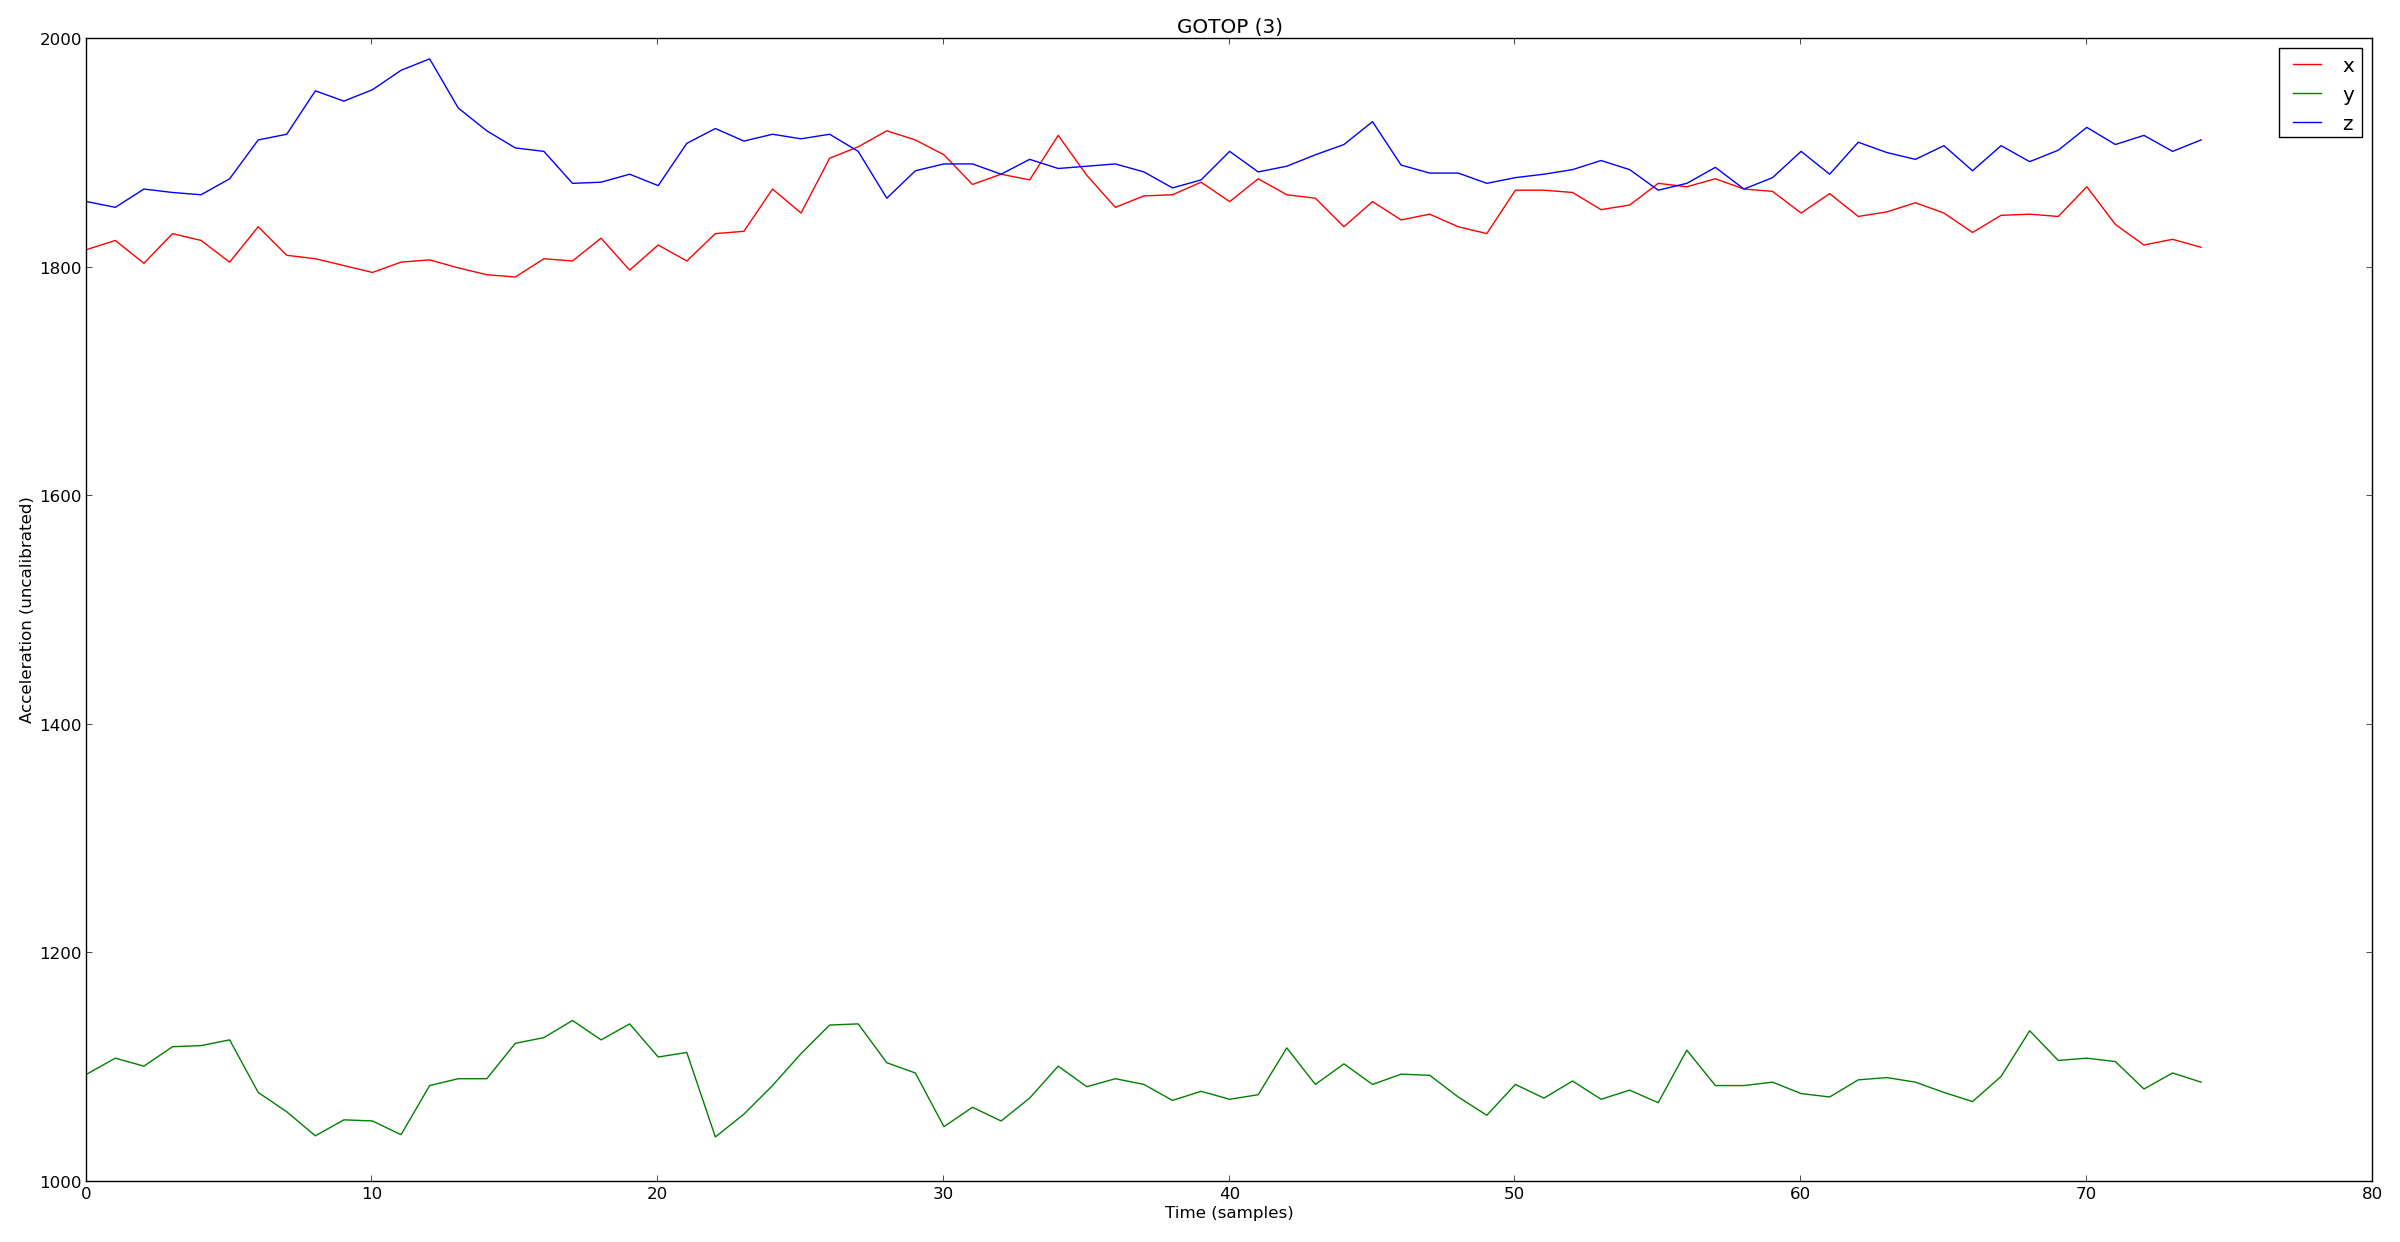 GOTOP (3)
2000
1800
1600
1400
1200
1000
Acceleration (uncalibrated)
x
y
z
0 10 20 30 40 50 60 70 80
Time (samples)